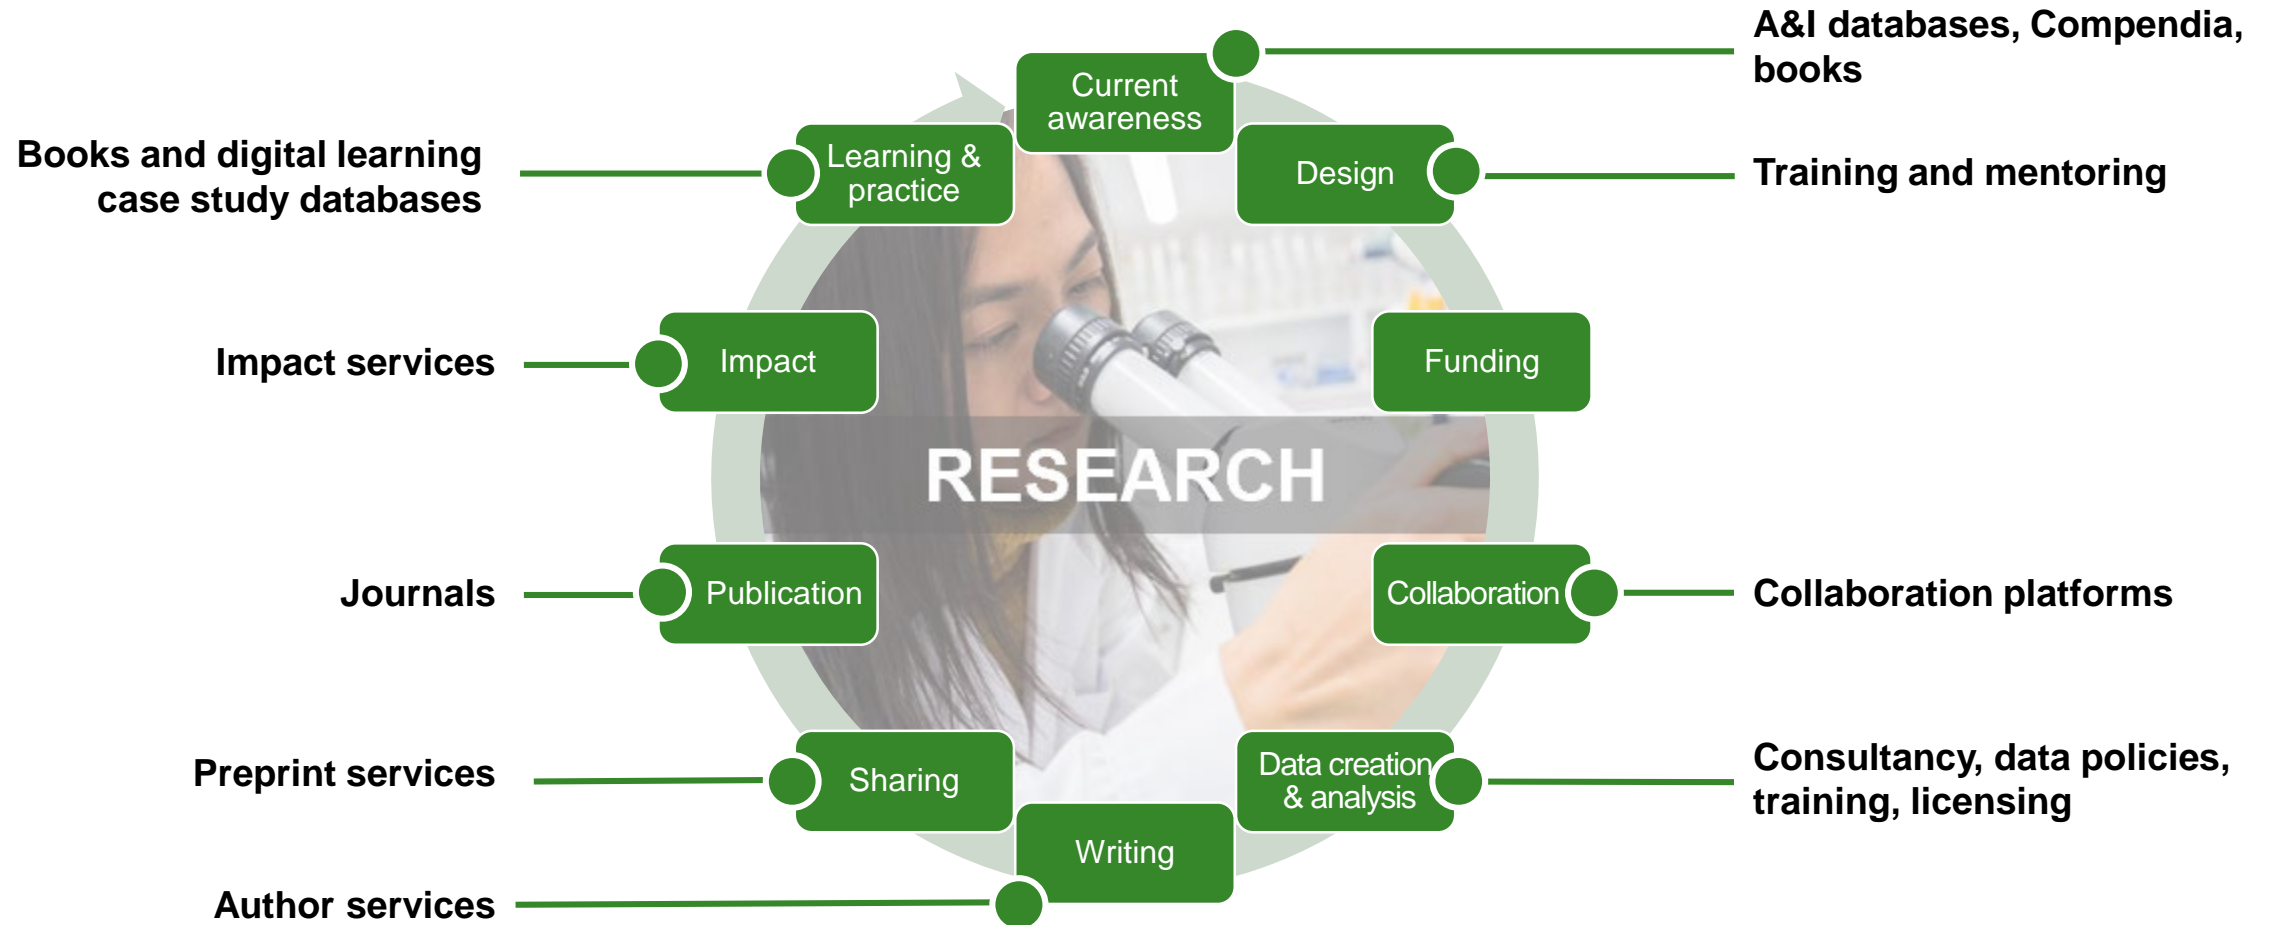 A&I databases, Compendia,
books
Current
awareness
Books and digital learning
case study databases
Learning &
practice
Design
Training and mentoring
Impact services
Impact
Funding
RESEARCH
Journals
Publication
Collaboration
Collaboration platforms
Preprint services
Sharing
Data creation
& analysis
Consultancy, data policies,
training, licensing
Writing
Author services